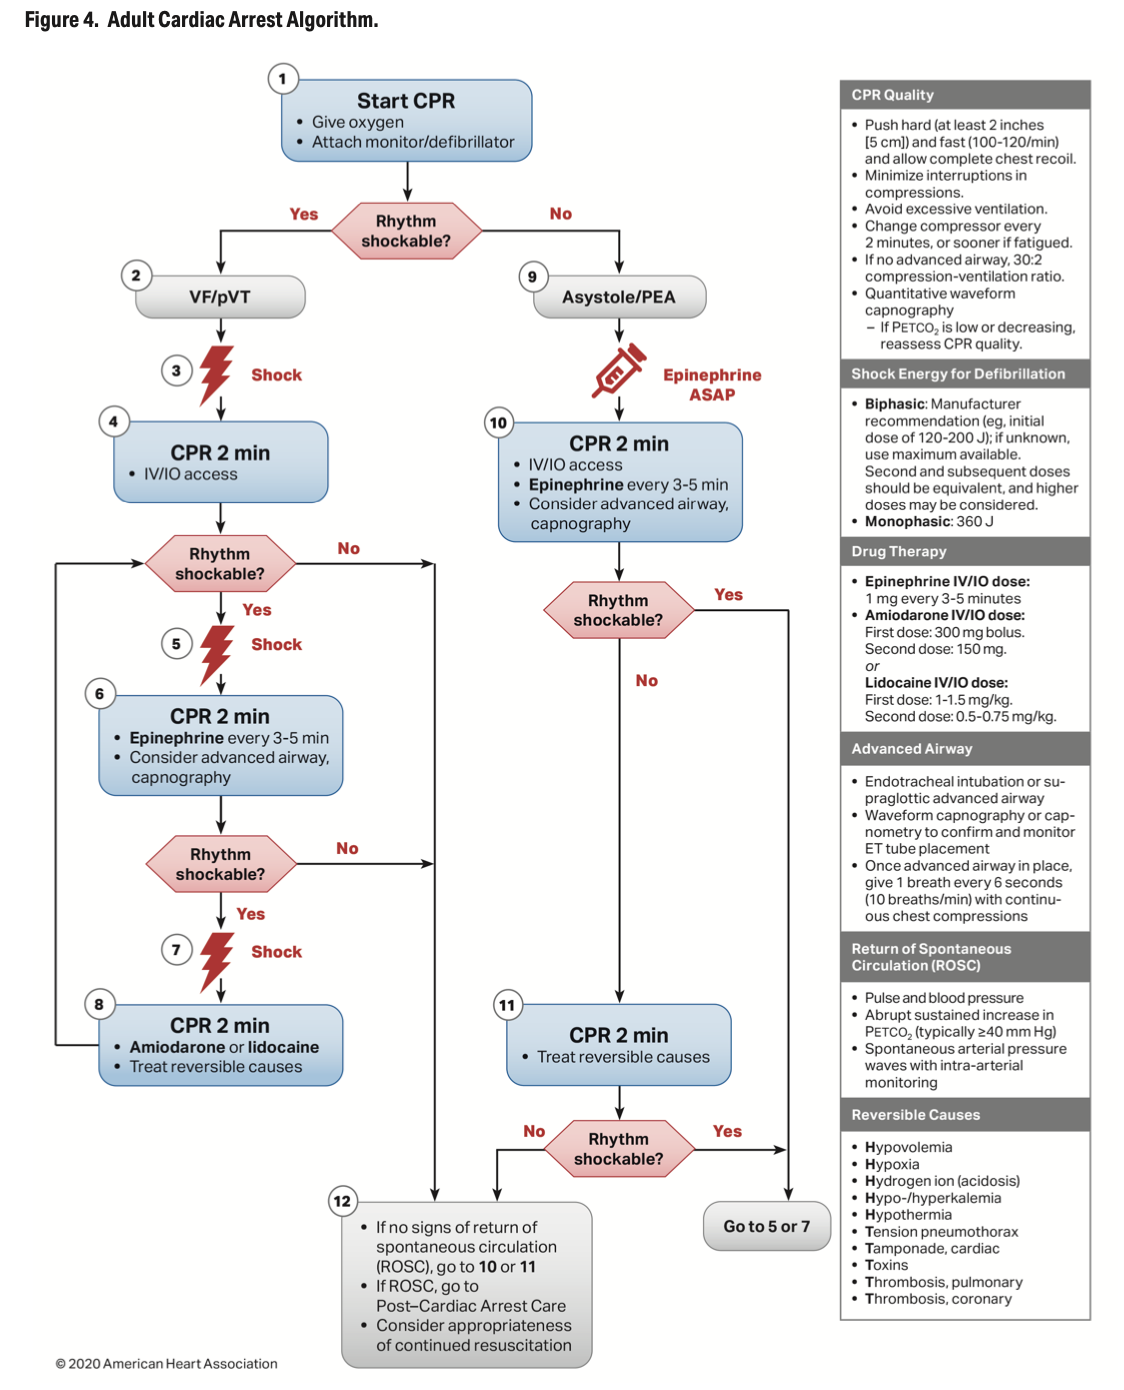 Figure 4. Adult Cardiac Arrest Algorithm.
1
Start CPR
• Give oxygen
• Attach monitor/defibrillator
Rhythm
shockable?
Yes
No
2
VF/pVT
3
Shock
4
CPR 2 min
• IV/IO access
Rhythm
shockable?
No
Yes
5
Shock
6
CPR 2 min
• Epinephrine every 3-5 min
• Consider advanced airway,
capnography
Rhythm
shockable?
No
Yes
7
Shock
8
CPR 2 min
• Amiodarone or lidocaine
• Treat reversible causes
9
Asystole/PEA
Epinephrine
ASAP
10
CPR 2 min
• IV/IO access
• Epinephrine every 3-5 min
• Consider advanced airway,
capnography
Rhythm
shockable?
Yes
No
11
CPR 2 min
• Treat reversible causes
Rhythm
shockable?
No
Yes
12
• If no signs of return of
spontaneous circulation
(ROSC), go to 10 or 11
• If ROSC, go to
Post–Cardiac Arrest Care
• Consider appropriateness
of continued resuscitation
Go to 5 or 7
CPR Quality
• Push hard (at least 2 inches
[5 cm]) and fast (100-120/min)
and allow complete chest recoil.
• Minimize interruptions in
compressions.
• Avoid excessive ventilation.
• Change compressor every
2 minutes, or sooner if fatigued.
• If no advanced airway, 30:2
compression-ventilation ratio.
• Quantitative waveform
capnography
– If PETCO₂ is low or decreasing,
reassess CPR quality.
Shock Energy for Defibrillation
• Biphasic: Manufacturer
recommendation (eg, initial
dose of 120-200 J); if unknown,
use maximum available.
Second and subsequent doses
should be equivalent, and higher
doses may be considered.
• Monophasic: 360 J
Drug Therapy
• Epinephrine IV/IO dose:
1 mg every 3-5 minutes
• Amiodarone IV/IO dose:
First dose: 300 mg bolus.
Second dose: 150 mg.
or
Lidocaine IV/IO dose:
First dose: 1-1.5 mg/kg.
Second dose: 0.5-0.75 mg/kg.
Advanced Airway
• Endotracheal intubation or su-
praglottic advanced airway
• Waveform capnography or cap-
nometry to confirm and monitor
ET tube placement
• Once advanced airway in place,
give 1 breath every 6 seconds
(10 breaths/min) with continu-
ous chest compressions
Return of Spontaneous
Circulation (ROSC)
• Pulse and blood pressure
• Abrupt sustained increase in
PETCO₂ (typically ≥40 mm Hg)
• Spontaneous arterial pressure
waves with intra-arterial
monitoring
Reversible Causes
• Hypovolemia
• Hypoxia
• Hydrogen ion (acidosis)
• Hypo-/hyperkalemia
• Hypothermia
• Tension pneumothorax
• Tamponade, cardiac
• Toxins
• Thrombosis, pulmonary
• Thrombosis, coronary
© 2020 American Heart Association